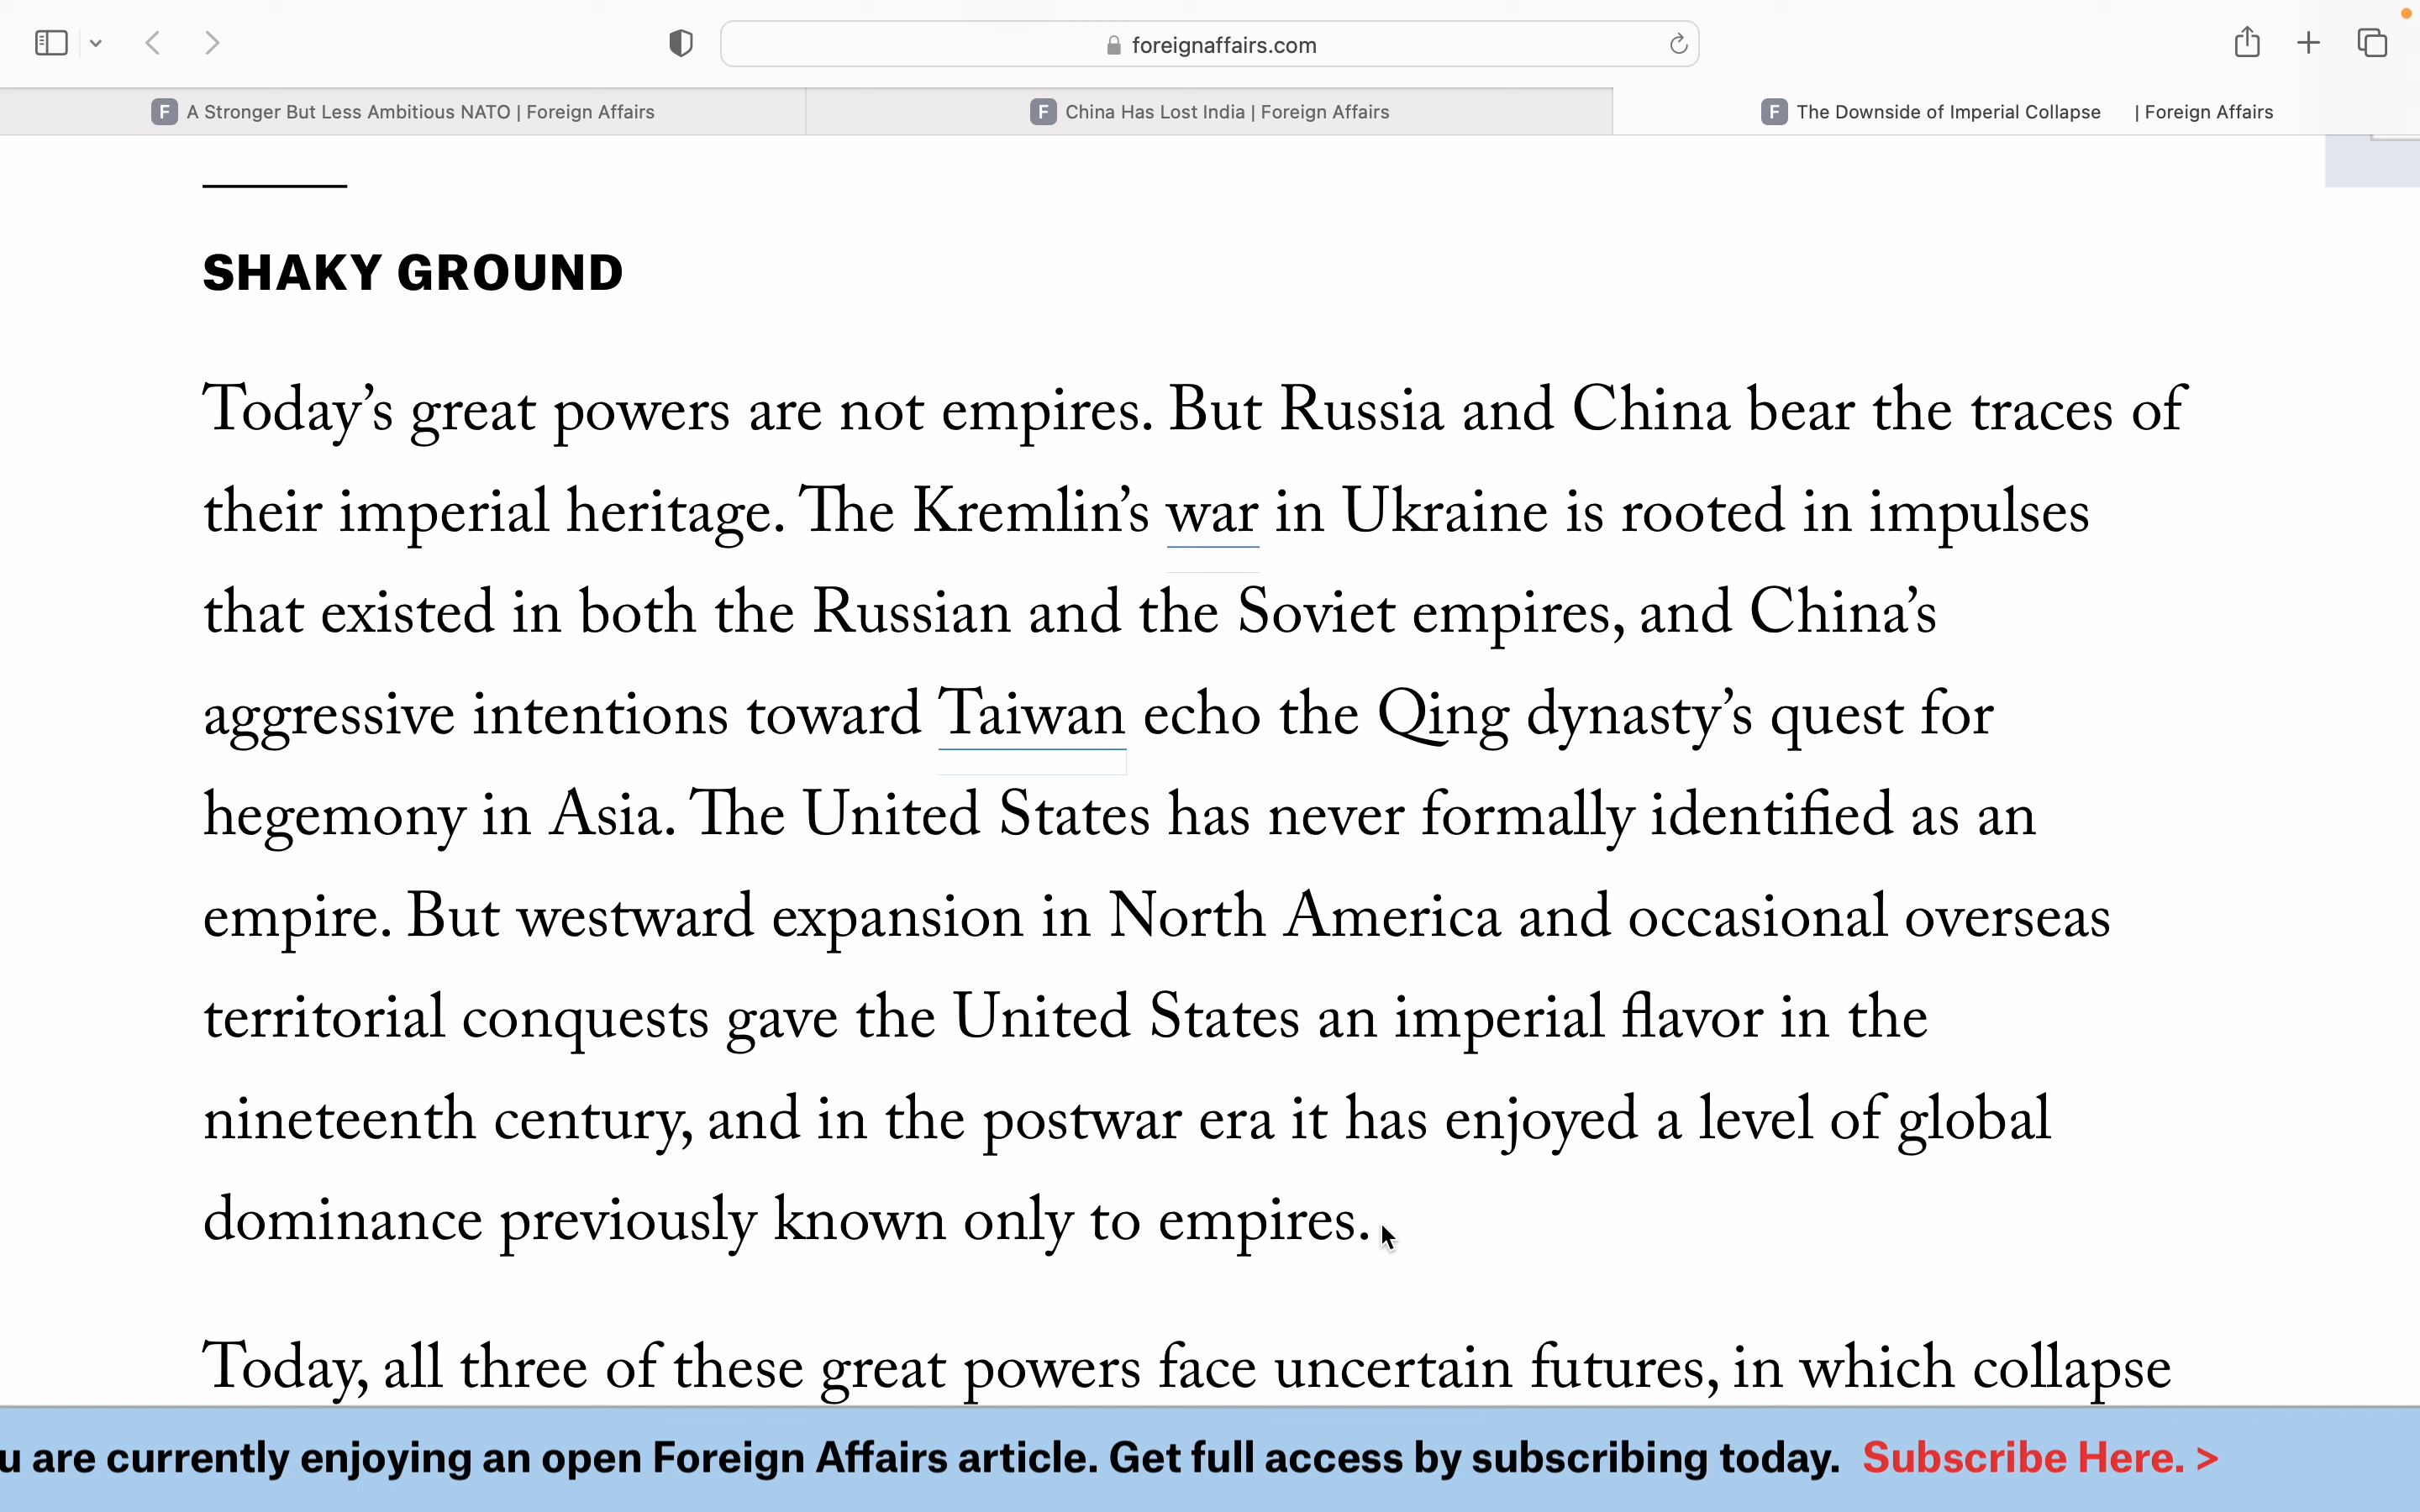 foreignaffairs.com
F A Stronger But Less Ambitious NATO | Foreign Affairs
F China Has Lost India | Foreign Affairs
F The Downside of Imperial Collapse | Foreign Affairs
SHAKY GROUND
Today’s great powers are not empires. But Russia and China bear the traces of
their imperial heritage. The Kremlin’s war in Ukraine is rooted in impulses
that existed in both the Russian and the Soviet empires, and China’s
aggressive intentions toward Taiwan echo the Qing dynasty’s quest for
hegemony in Asia. The United States has never formally identified as an
empire. But westward expansion in North America and occasional overseas
territorial conquests gave the United States an imperial flavor in the
nineteenth century, and in the postwar era it has enjoyed a level of global
dominance previously known only to empires.
Today, all three of these great powers face uncertain futures, in which collapse
u are currently enjoying an open Foreign Affairs article. Get full access by subscribing today. Subscribe Here. >